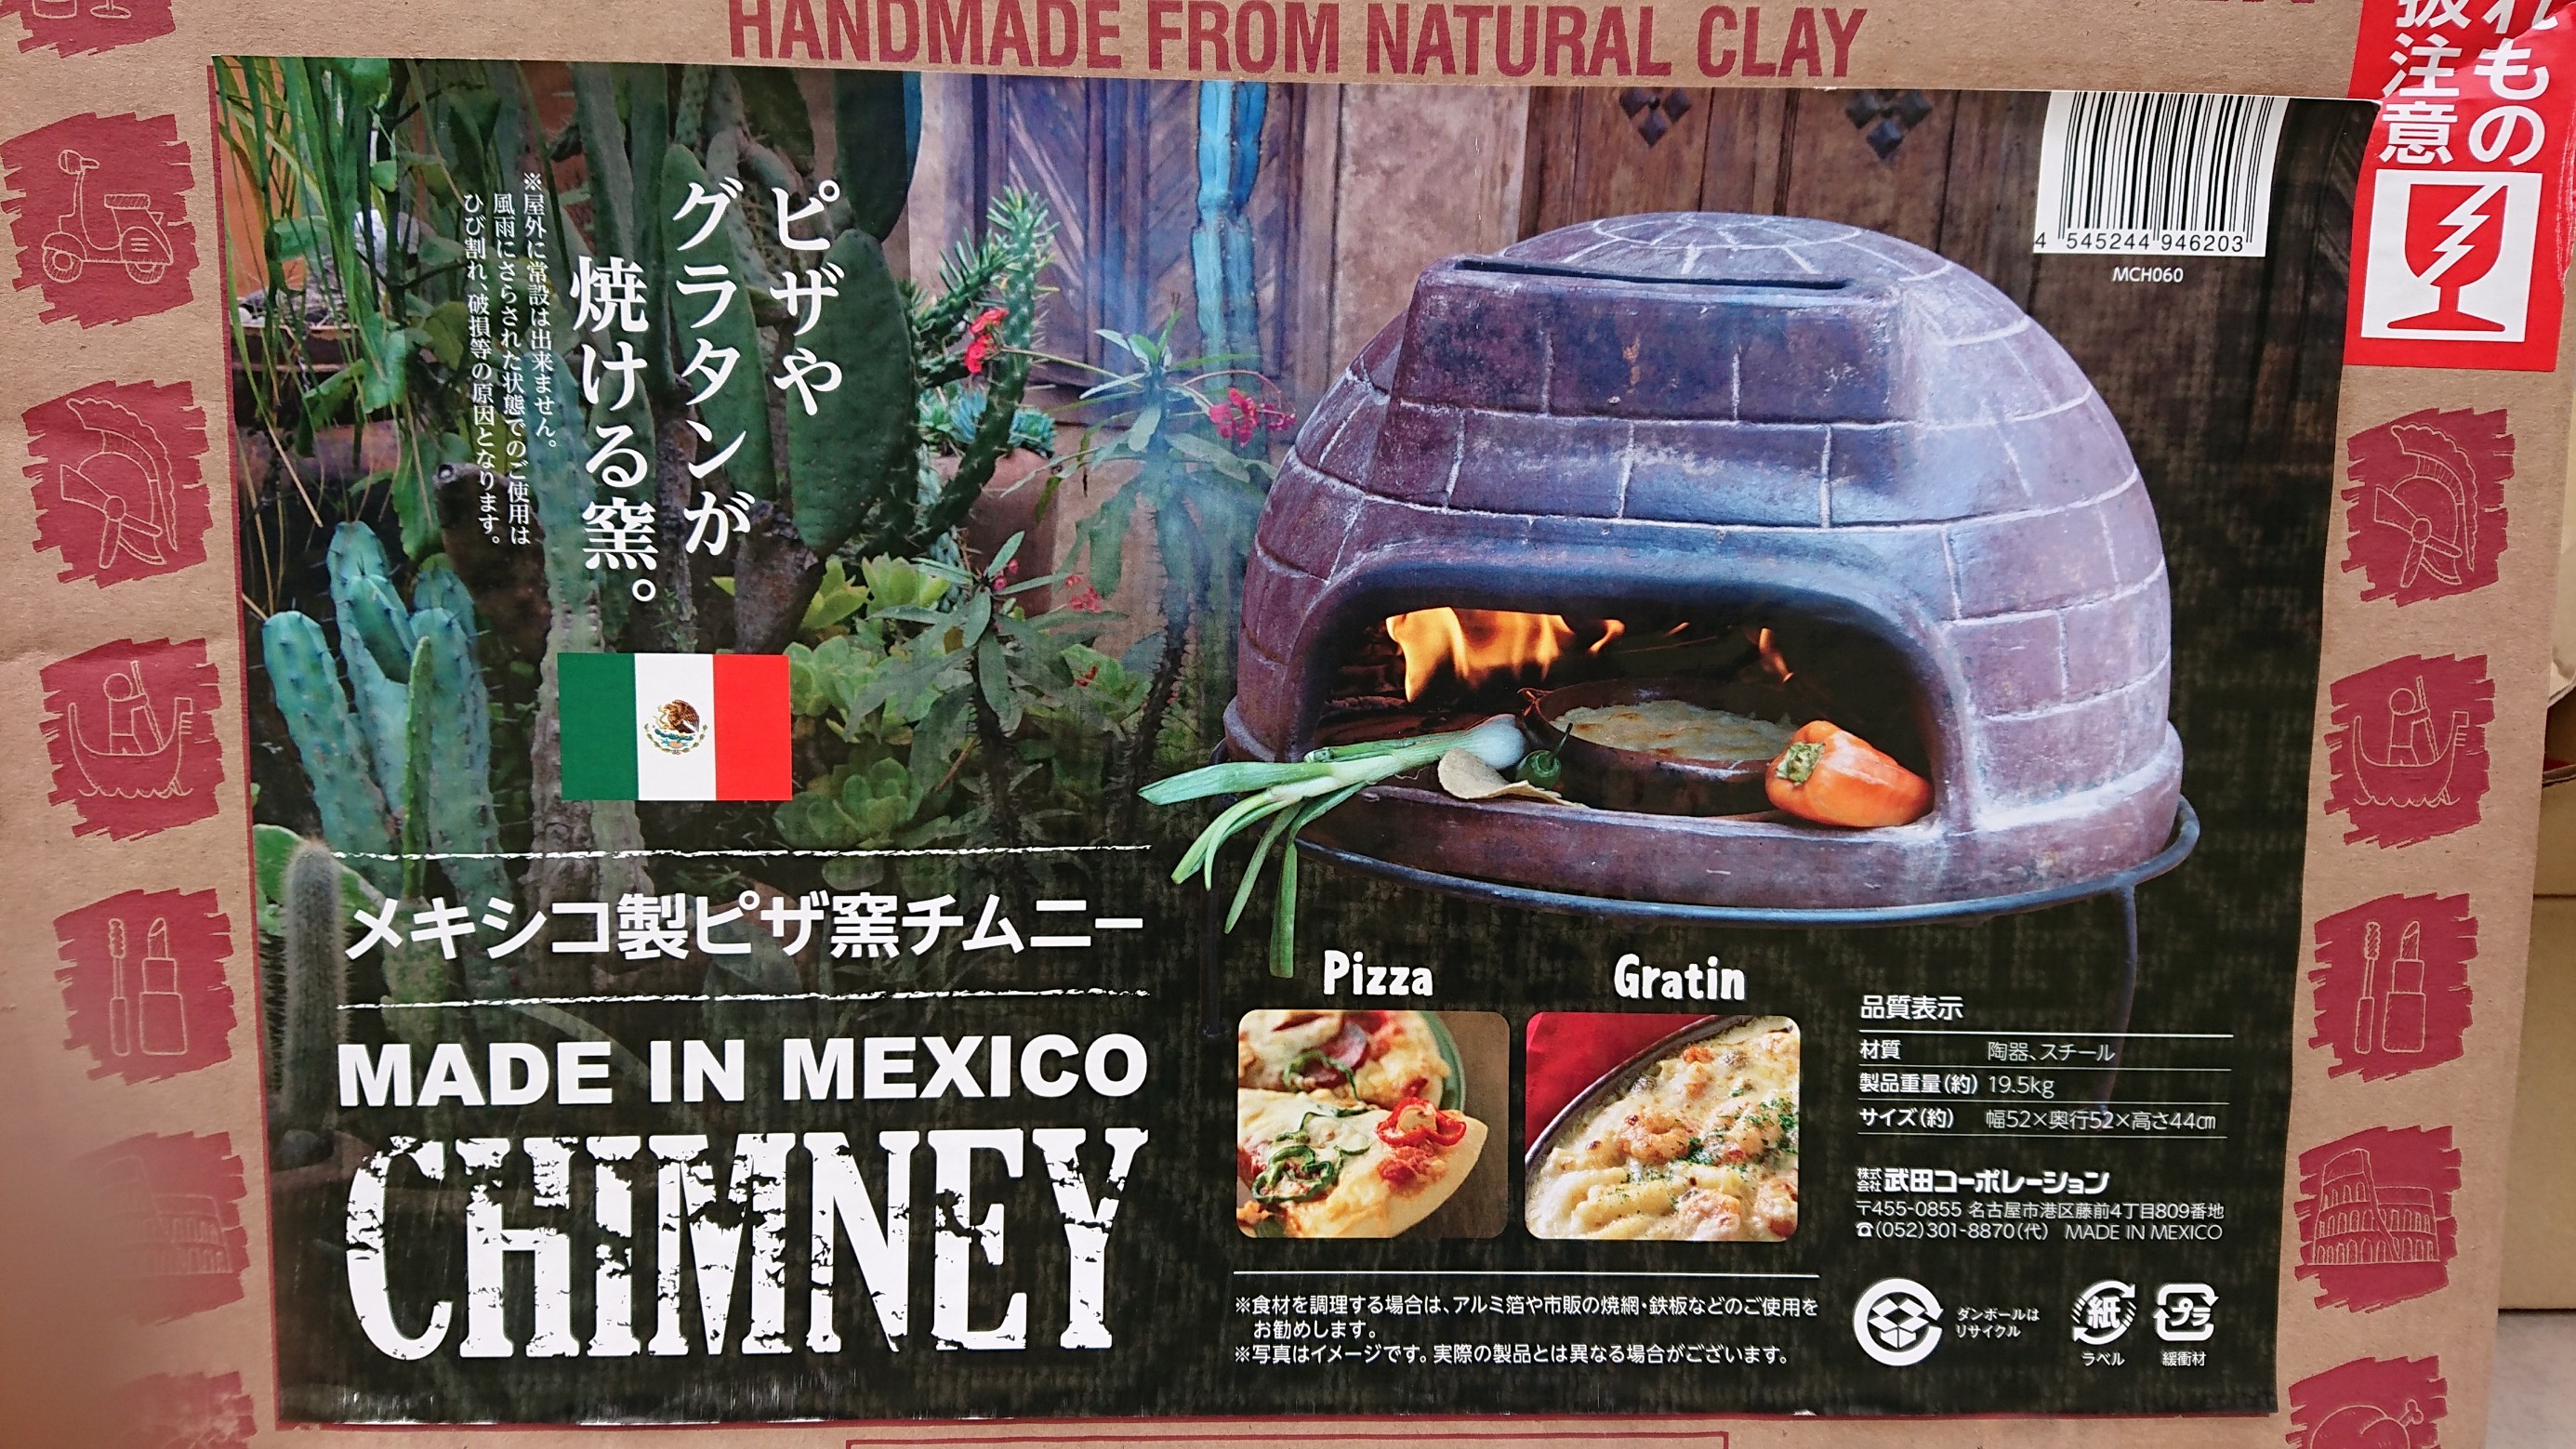 HANDMADE FROM NATURAL CLAY
れもの
扱注意
4 545244 946203
MCH060
ピザや
グラタンが
焼ける窯。
※屋外に常設は出来ません。
風雨にさらされた状態でのご使用は
ひび割れ、破損等の原因となります。
メキシコ製ピザ窯チムニー
MADE IN MEXICO
CHIMNEY
Pizza
Gratin
品質表示
材質 陶器、スチール
製品重量(約) 19.5kg
サイズ(約) 幅52×奥行52×高さ44㎝
株式会社 武田コーポレーション
〒455-0855 名古屋市港区藤前4丁目809番地
☎(052)301-8870(代) MADE IN MEXICO
※食材を調理する場合は、アルミ箔や市販の焼網・鉄板などのご使用を
お勧めします。
※写真はイメージです。実際の製品とは異なる場合がございます。
ダンボールは
リサイクル
紙
ラベル
プラ
緩衝材